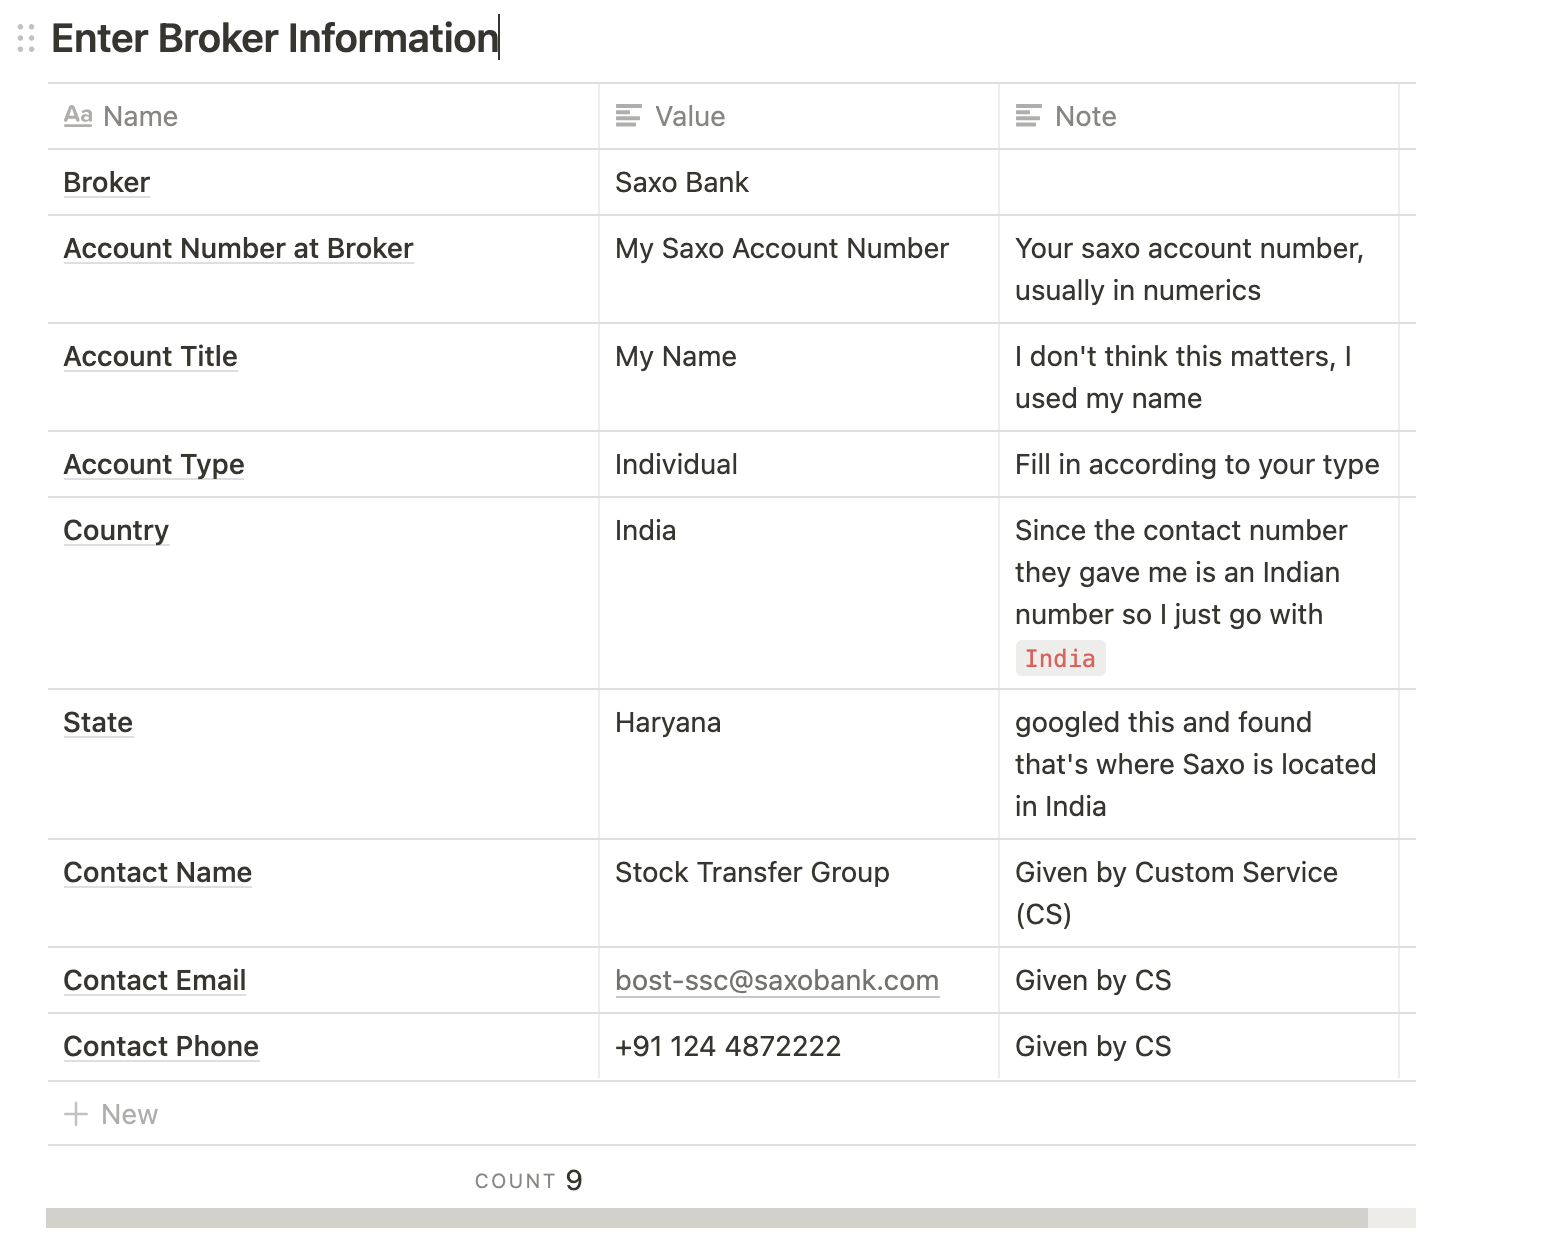 Enter Broker Information
Aa Name Value Note
Broker Saxo Bank
Account Number at Broker My Saxo Account Number Your saxo account number,
usually in numerics
Account Title My Name I don't think this matters, I
used my name
Account Type Individual Fill in according to your type
Country India Since the contact number
they gave me is an Indian
number so I just go with
India
State Haryana googled this and found
that's where Saxo is located
in India
Contact Name Stock Transfer Group Given by Custom Service
(CS)
Contact Email bost-ssc@saxobank.com Given by CS
Contact Phone +91 124 4872222 Given by CS
+ New
COUNT 9